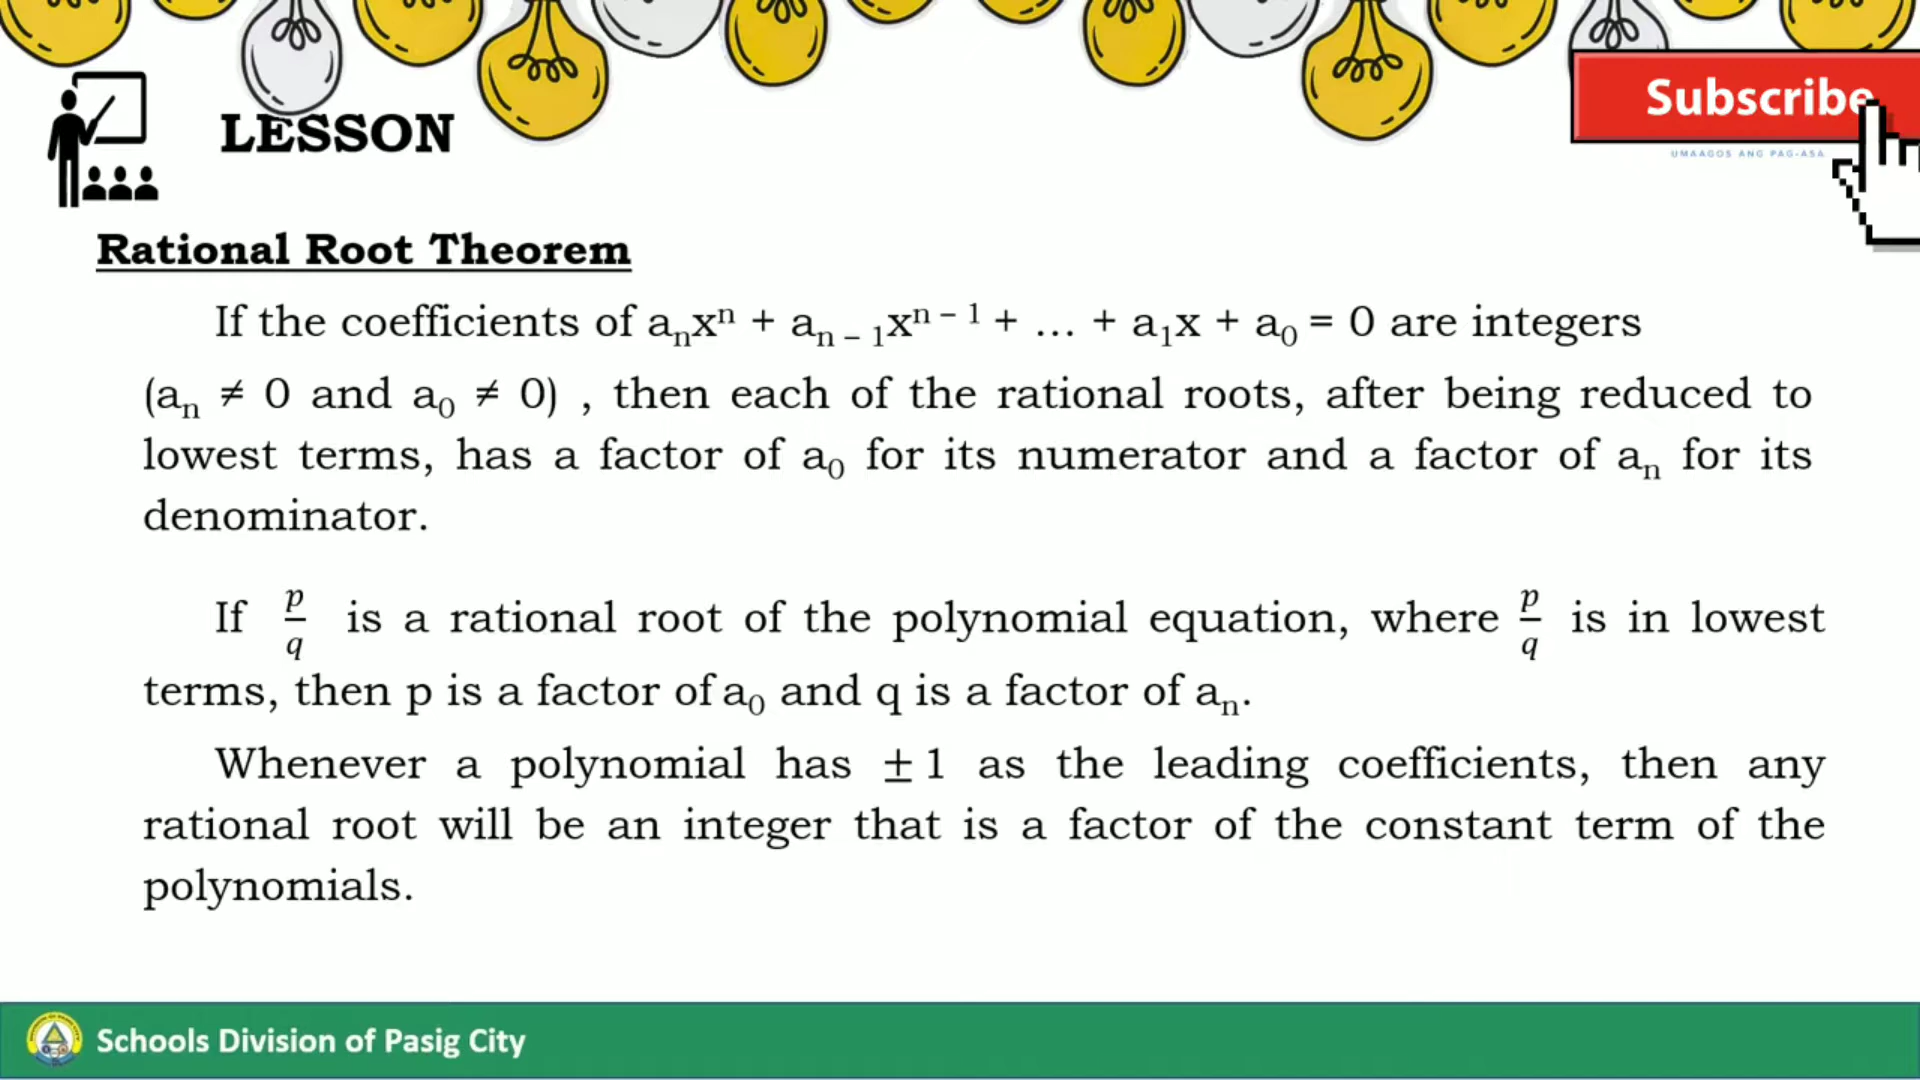 Subscribe
UMAAGOS ANG PAG-ASA
LESSON
Rational Root Theorem
If the coefficients of aₙxⁿ + aₙ₋₁xⁿ⁻¹ + ... + a₁x + a₀ = 0 are integers
(aₙ ≠ 0 and a₀ ≠ 0) , then each of the rational roots, after being reduced to
lowest terms, has a factor of a₀ for its numerator and a factor of aₙ for its
denominator.
If p/q is a rational root of the polynomial equation, where p/q is in lowest
terms, then p is a factor of a₀ and q is a factor of aₙ.
Whenever a polynomial has ± 1 as the leading coefficients, then any
rational root will be an integer that is a factor of the constant term of the
polynomials.
Schools Division of Pasig City